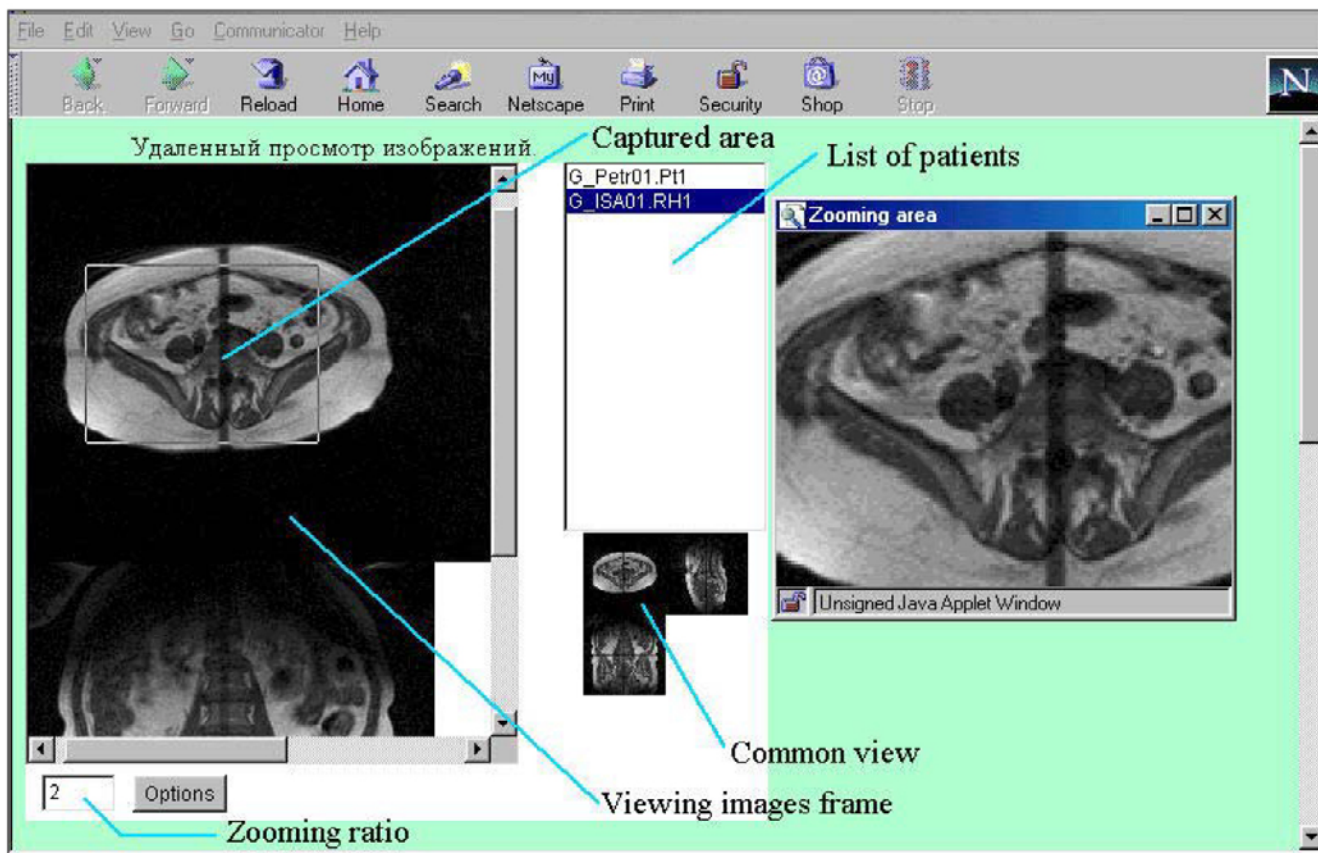 File Edit View Go Communicator Help
Back Forward Reload Home Search My Netscape Print Security Shop Stop
N
Удаленный просмотр изображений.
Captured area
List of patients
G_Petr01.Pt1
G_ISA01.RH1
Zooming area
Unsigned Java Applet Window
Common view
2
Options
Viewing images frame
Zooming ratio